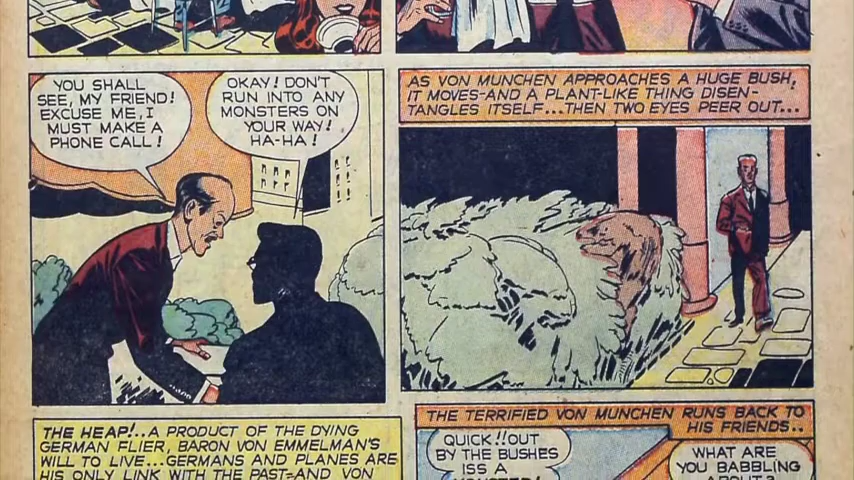 YOU SHALL
SEE, MY FRIEND!
EXCUSE ME, I
MUST MAKE A
PHONE CALL!
OKAY! DON'T
RUN INTO ANY
MONSTERS ON
YOUR WAY!
HA-HA!
AS VON MUNCHEN APPROACHES A HUGE BUSH,
IT MOVES-AND A PLANT-LIKE THING DISEN-
TANGLES ITSELF...THEN TWO EYES PEER OUT...
THE HEAP!..A PRODUCT OF THE DYING
GERMAN FLIER, BARON VON EMMELMAN'S
WILL TO LIVE...GERMANS AND PLANES ARE
HIS ONLY LINK WITH THE PAST-AND VON
THE TERRIFIED VON MUNCHEN RUNS BACK TO
HIS FRIENDS..
QUICK!!OUT
BY THE BUSHES
ISS A
MONSTER!
WHAT ARE
YOU BABBLING
ABOUT?